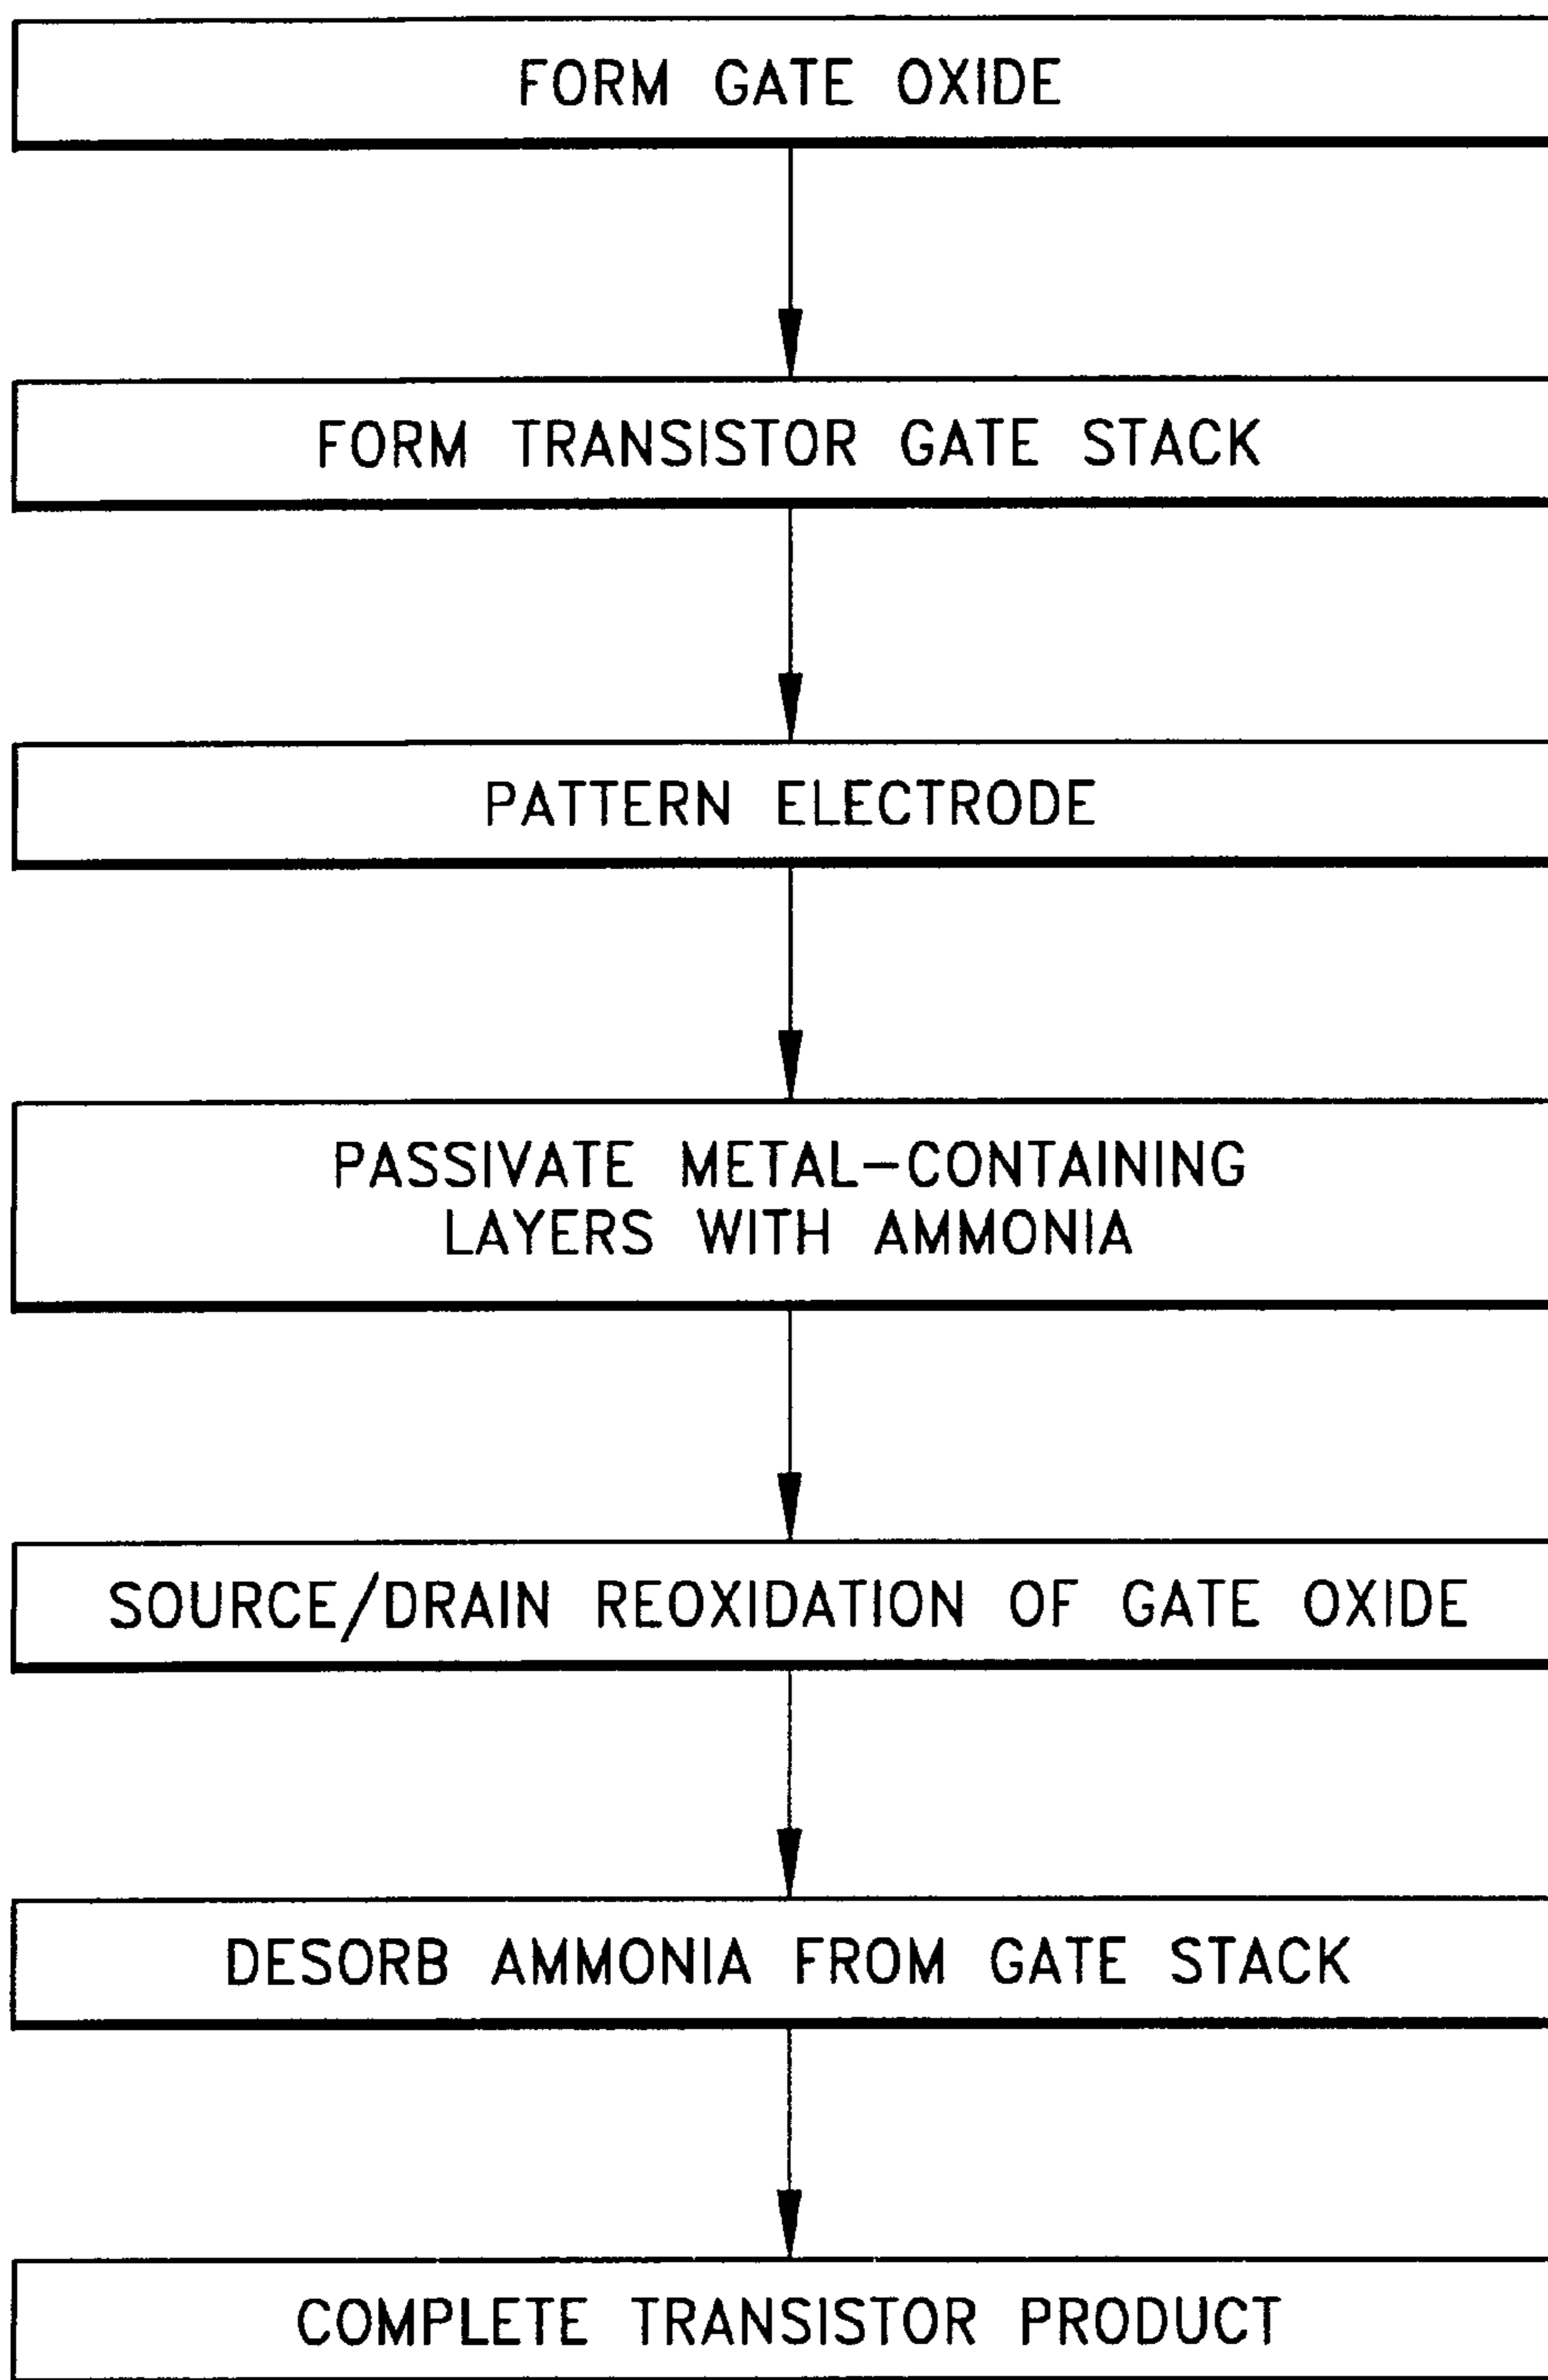 FORM GATE OXIDE
FORM TRANSISTOR GATE STACK
PATTERN ELECTRODE
PASSIVATE METAL-CONTAINING
LAYERS WITH AMMONIA
SOURCE/DRAIN REOXIDATION OF GATE OXIDE
DESORB AMMONIA FROM GATE STACK
COMPLETE TRANSISTOR PRODUCT